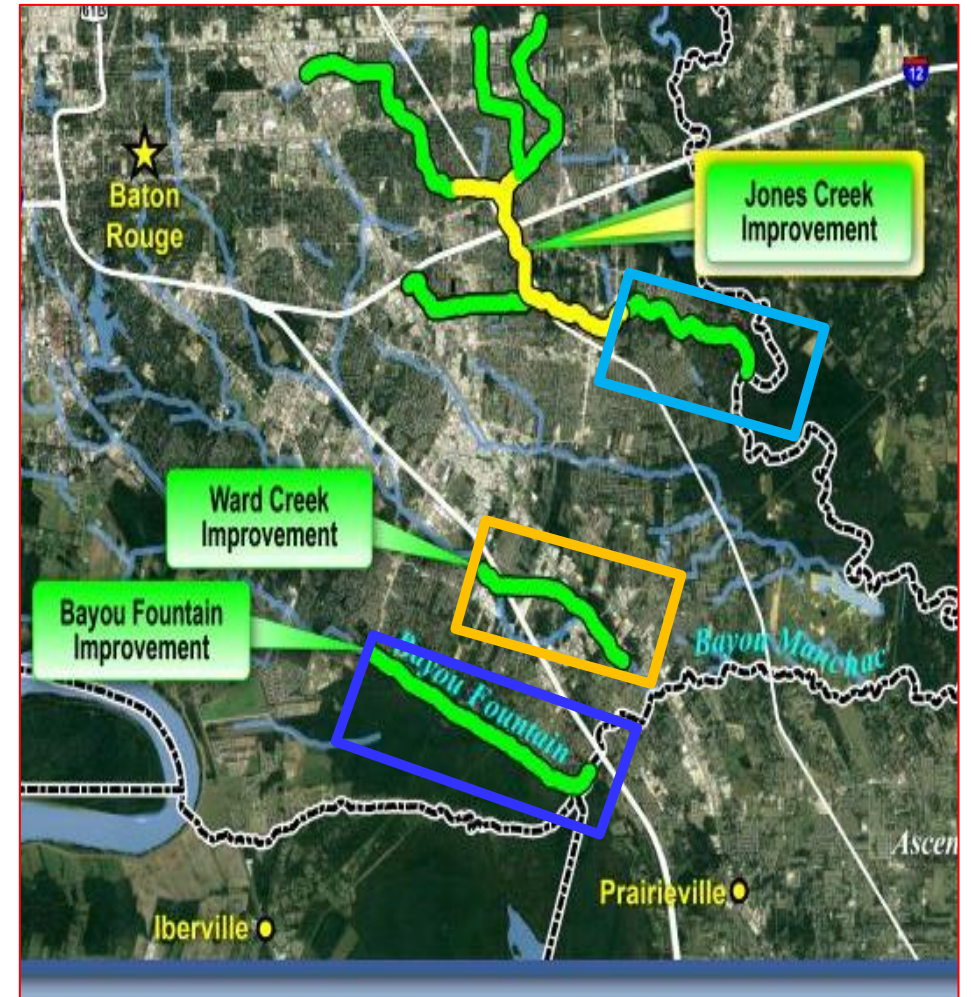 61B
12
Baton
Rouge
Jones Creek
Improvement
Ward Creek
Improvement
Bayou Fountain
Improvement
Bayou Manchac
Bayou Fountain
Ascen
Prairieville
Iberville